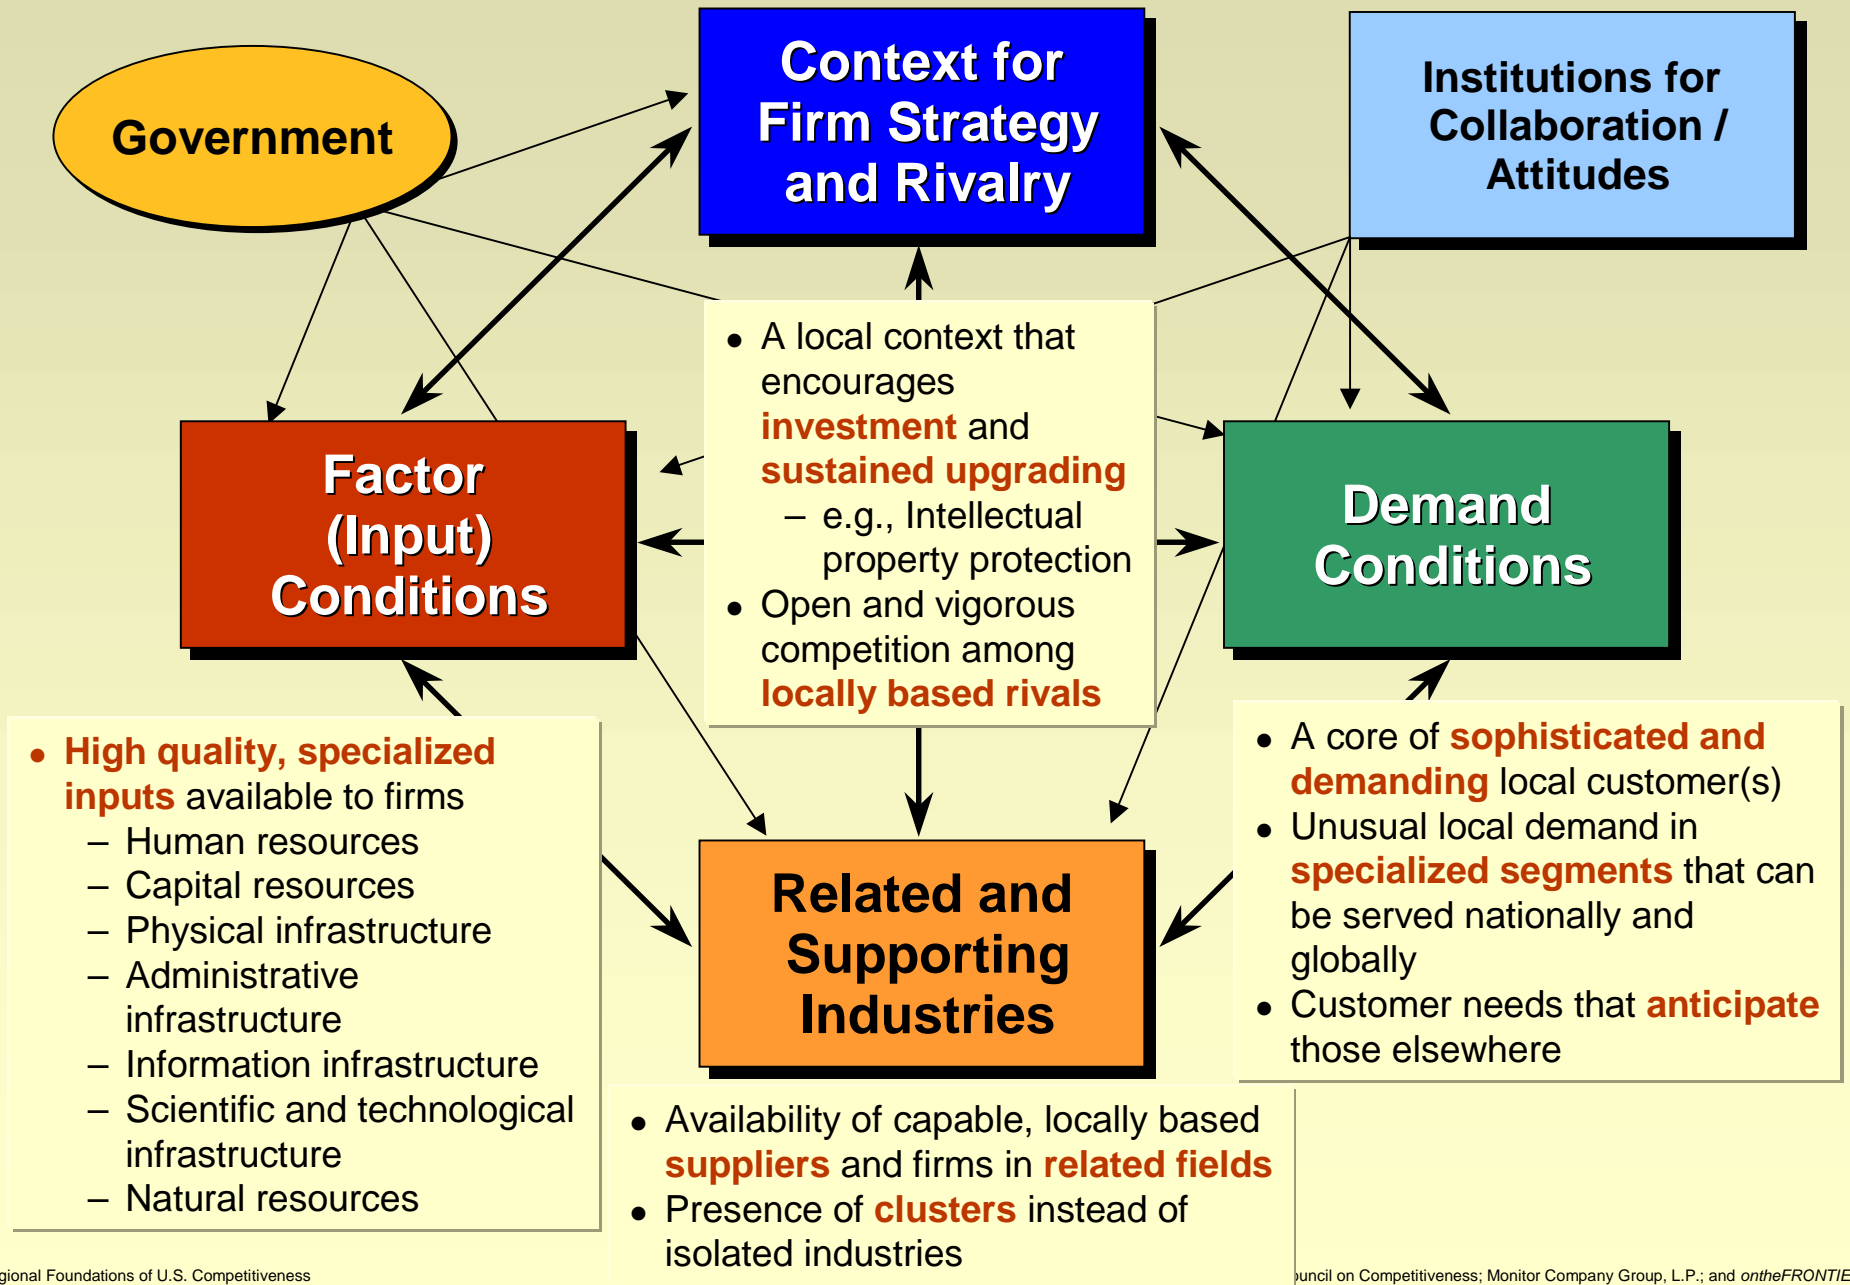 Government
Context for
Firm Strategy
and Rivalry
Institutions for
Collaboration /
Attitudes
● A local context that
encourages
investment and
sustained upgrading
– e.g., Intellectual
property protection
● Open and vigorous
competition among
locally based rivals
Factor
(Input)
Conditions
Demand
Conditions
● High quality, specialized
inputs available to firms
– Human resources
– Capital resources
– Physical infrastructure
– Administrative
infrastructure
– Information infrastructure
– Scientific and technological
infrastructure
– Natural resources
Related and
Supporting
Industries
● A core of sophisticated and
demanding local customer(s)
● Unusual local demand in
specialized segments that can
be served nationally and
globally
● Customer needs that anticipate
those elsewhere
● Availability of capable, locally based
suppliers and firms in related fields
● Presence of clusters instead of
isolated industries
gional Foundations of U.S. Competitiveness
uncil on Competitiveness; Monitor Company Group, L.P.; and ontheFRONTIE